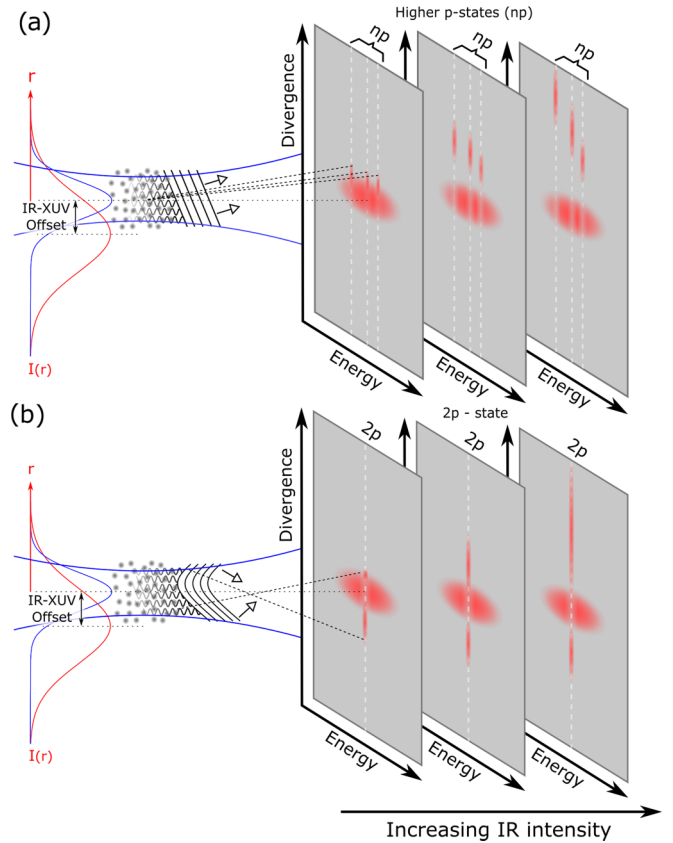 (a)
Higher p-states (np)
np
np
np
r
Divergence
IR-XUV
Offset
I(r)
Energy
Energy
Energy
(b)
2p - state
2p
2p
2p
r
Divergence
IR-XUV
Offset
I(r)
Energy
Energy
Energy
Increasing IR intensity